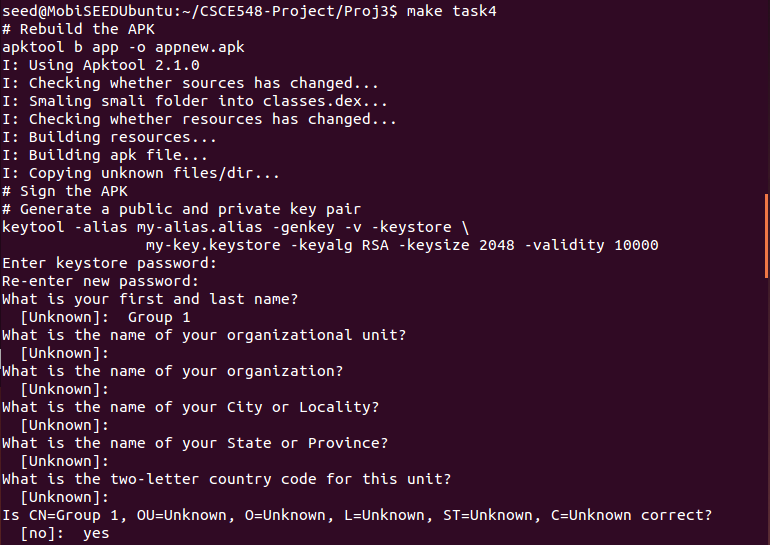 seed@MobiSEEDUbuntu:~/CSCE548-Project/Proj3$ make task4
# Rebuild the APK
apktool b app -o appnew.apk
I: Using Apktool 2.1.0
I: Checking whether sources has changed...
I: Smaling smali folder into classes.dex...
I: Checking whether resources has changed...
I: Building resources...
I: Building apk file...
I: Copying unknown files/dir...
# Sign the APK
# Generate a public and private key pair
keytool -alias my-alias.alias -genkey -v -keystore \
                my-key.keystore -keyalg RSA -keysize 2048 -validity 10000
Enter keystore password:
Re-enter new password:
What is your first and last name?
  [Unknown]:  Group 1
What is the name of your organizational unit?
  [Unknown]:
What is the name of your organization?
  [Unknown]:
What is the name of your City or Locality?
  [Unknown]:
What is the name of your State or Province?
  [Unknown]:
What is the two-letter country code for this unit?
  [Unknown]:
Is CN=Group 1, OU=Unknown, O=Unknown, L=Unknown, ST=Unknown, C=Unknown correct?
  [no]:  yes